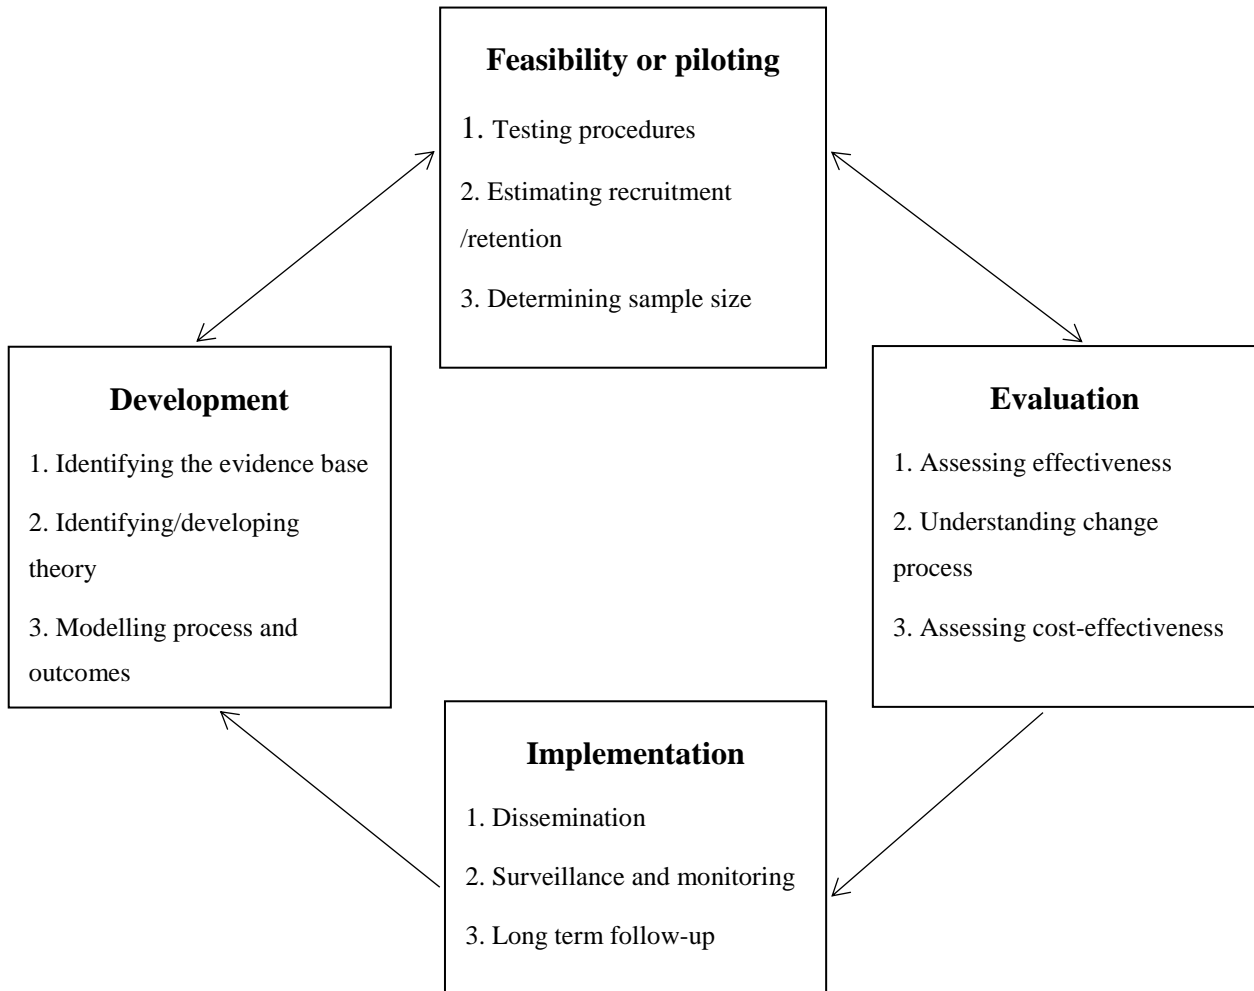 Feasibility or piloting
1. Testing procedures
2. Estimating recruitment
/retention
3. Determining sample size
Development
1. Identifying the evidence base
2. Identifying/developing
theory
3. Modelling process and
outcomes
Evaluation
1. Assessing effectiveness
2. Understanding change
process
3. Assessing cost-effectiveness
Implementation
1. Dissemination
2. Surveillance and monitoring
3. Long term follow-up